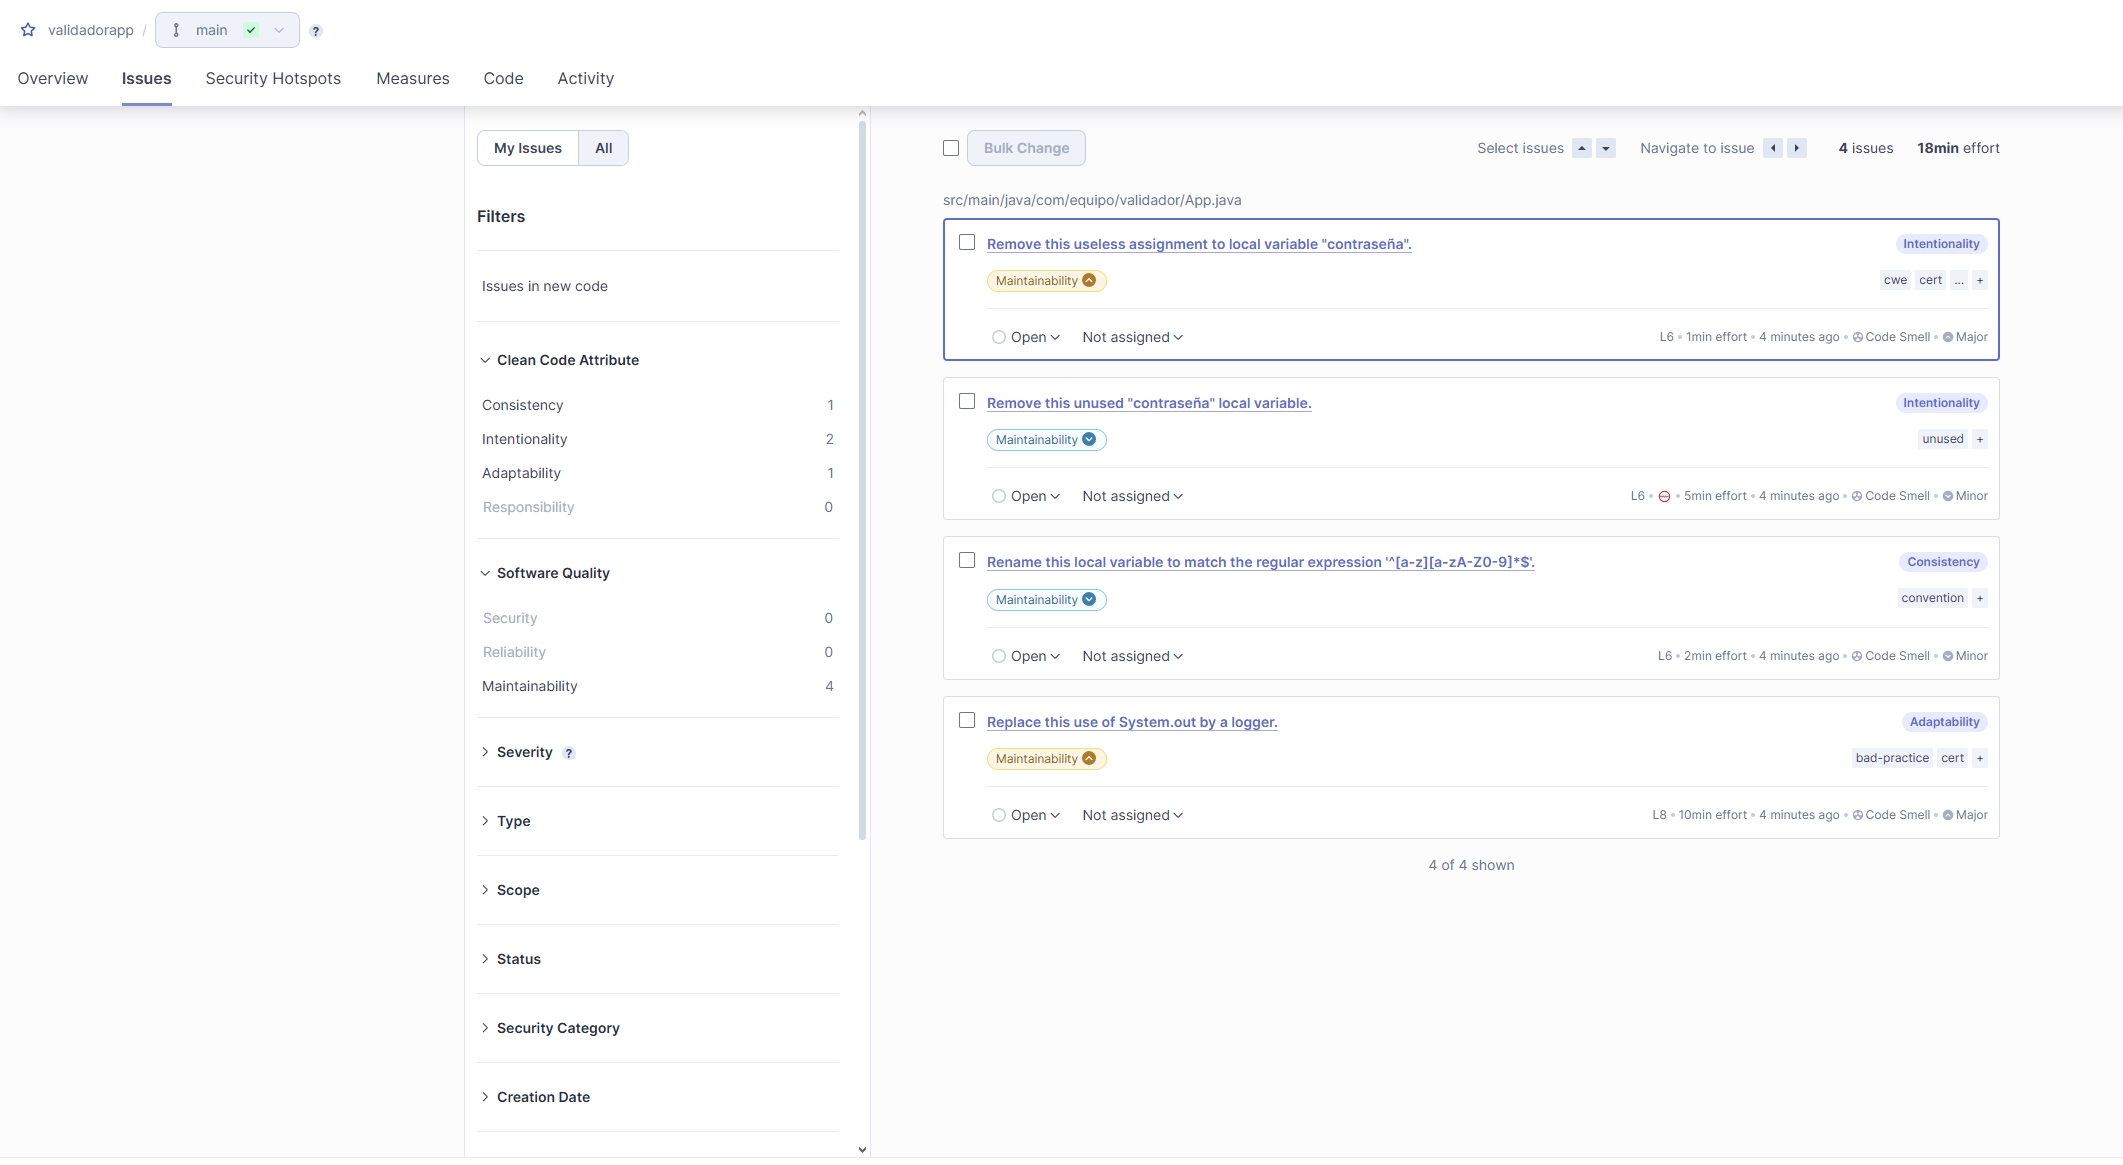 validadorapp / main ?
Overview Issues Security Hotspots Measures Code Activity
My Issues All
Filters
Issues in new code
Clean Code Attribute
Consistency 1
Intentionality 2
Adaptability 1
Responsibility 0
Software Quality
Security 0
Reliability 0
Maintainability 4
Severity ?
Type
Scope
Status
Security Category
Creation Date
Bulk Change Select issues Navigate to issue 4 issues 18min effort
src/main/java/com/equipo/validador/App.java
Remove this useless assignment to local variable "contraseña". Intentionality
Maintainability cwe cert ... +
Open Not assigned L6 • 1min effort • 4 minutes ago • Code Smell • Major
Remove this unused "contraseña" local variable. Intentionality
Maintainability unused +
Open Not assigned L6 • • 5min effort • 4 minutes ago • Code Smell • Minor
Rename this local variable to match the regular expression '^[a-z][a-zA-Z0-9]*$'. Consistency
Maintainability convention +
Open Not assigned L6 • 2min effort • 4 minutes ago • Code Smell • Minor
Replace this use of System.out by a logger. Adaptability
Maintainability bad-practice cert +
Open Not assigned L8 • 10min effort • 4 minutes ago • Code Smell • Major
4 of 4 shown